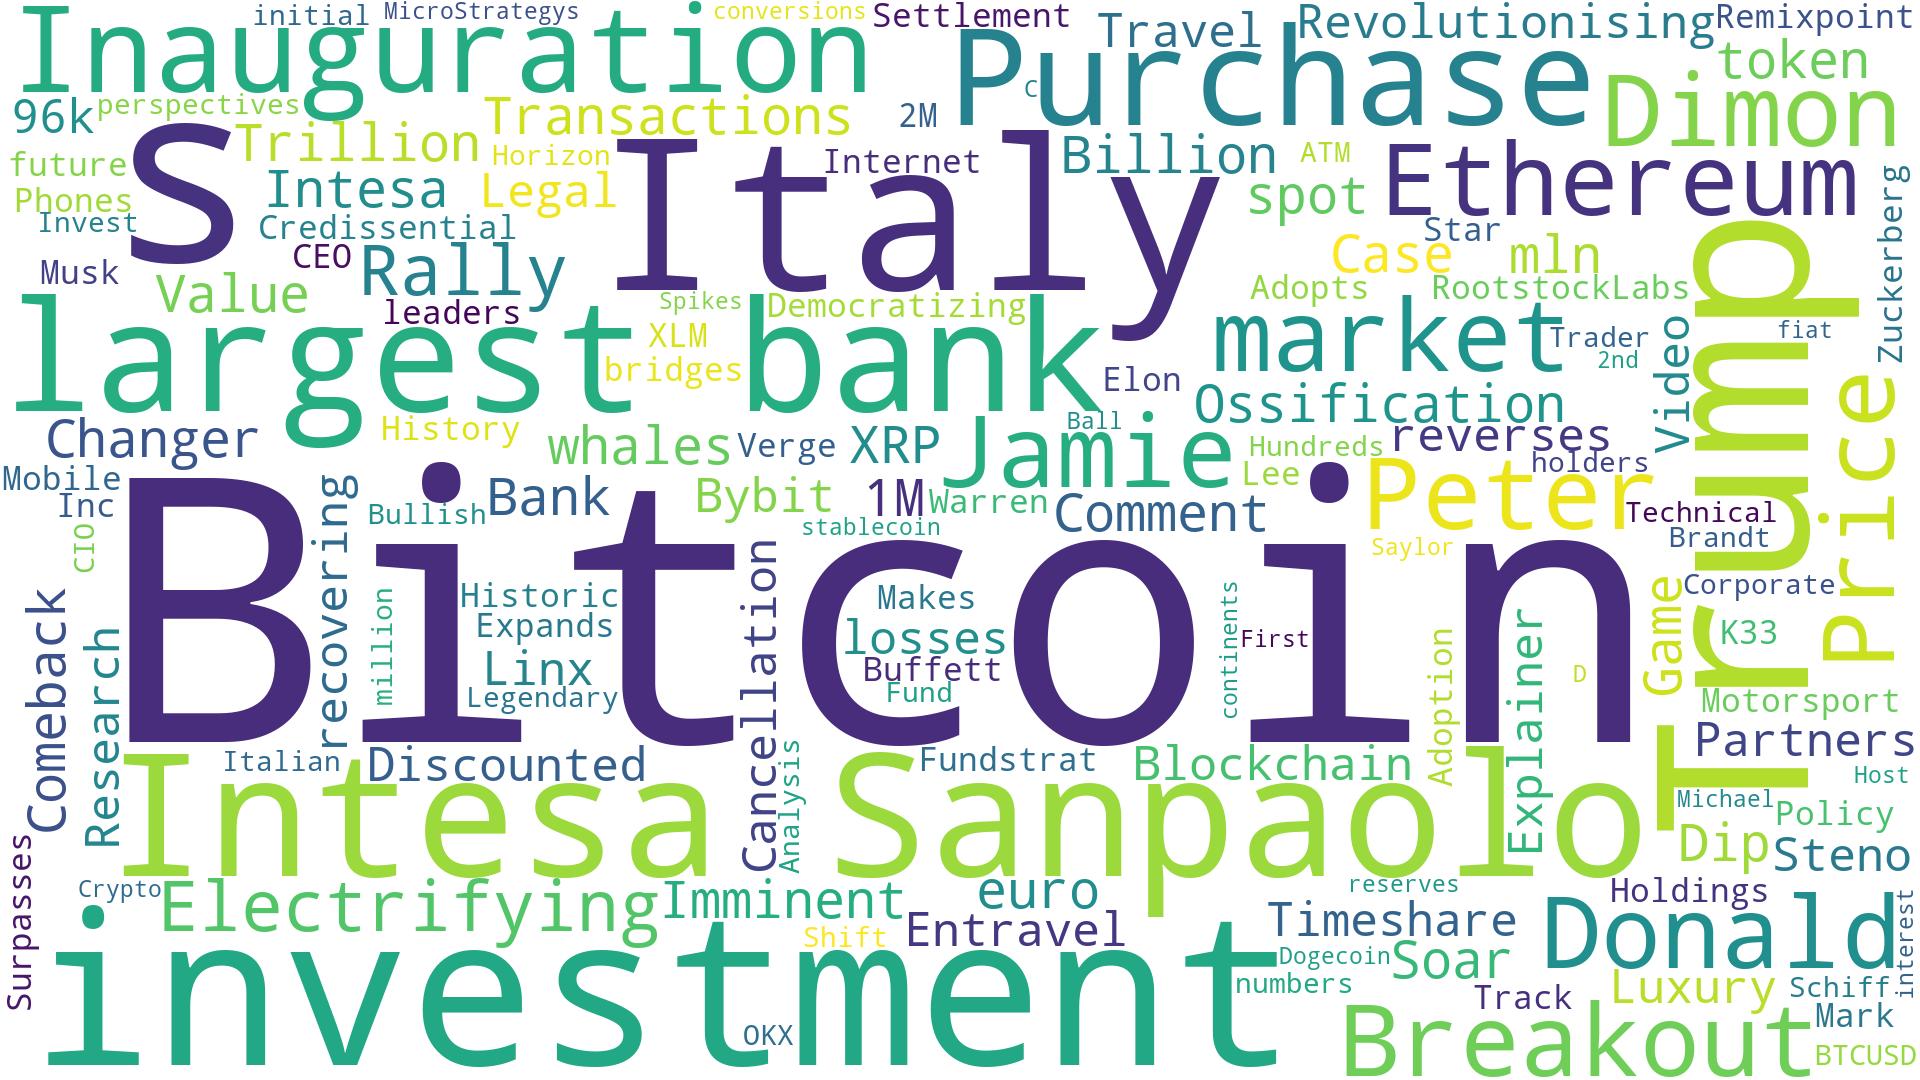 initial
MicroStrategys
conversions
Settlement
Revolutionising
Remixpoint
Inauguration
Purchase
Travel
token
Dimon
C
96k
perspectives
Transactions
2M
Trillion
Horizon
Internet
Billion
ATM
Ethereum
future
S
Italy
Intesa
Legal
spot
Zuckerberg
Phones
Invest
Credissential
Star
Case
mln
CEO
Rally
Musk
Value
leaders
Spikes
Democratizing
Adopts
RootstockLabs
Trump
largest bank
XLM
bridges
market
Trader
2nd
Video
fiat
Elon
Ossification
Price
Changer
History
whales
Verge
XRP
Jamie
Ball
Hundreds
reverses
Mobile
Inc
recovering
Bullish
Bank
Bybit
1M
Warren
Lee
Peter
holders
Comment
Technical
CIO
Bitcoin
stablecoin
Saylor
Brandt
Comeback
Research
million
Historic
Expands
Cancellation
Makes
continents
First
Corporate
Game
K33
losses
Adoption
Explainer
Linx
Buffett
D
Legendary
Fund
Motorsport
Partners
Italian
Discounted
Analysis
Fundstrat
Blockchain
Host
Intesa Sanpaolo
Michael
Policy
Dip
Steno
Surpasses
Crypto
Electrifying
Imminent
euro
reserves
Holdings
interest
investment
Shift
Entravel
Timeshare
Donald
Dogecoin
Soar
numbers
Track
Luxury
Schiff
OKX
Breakout
Mark
BTCUSD